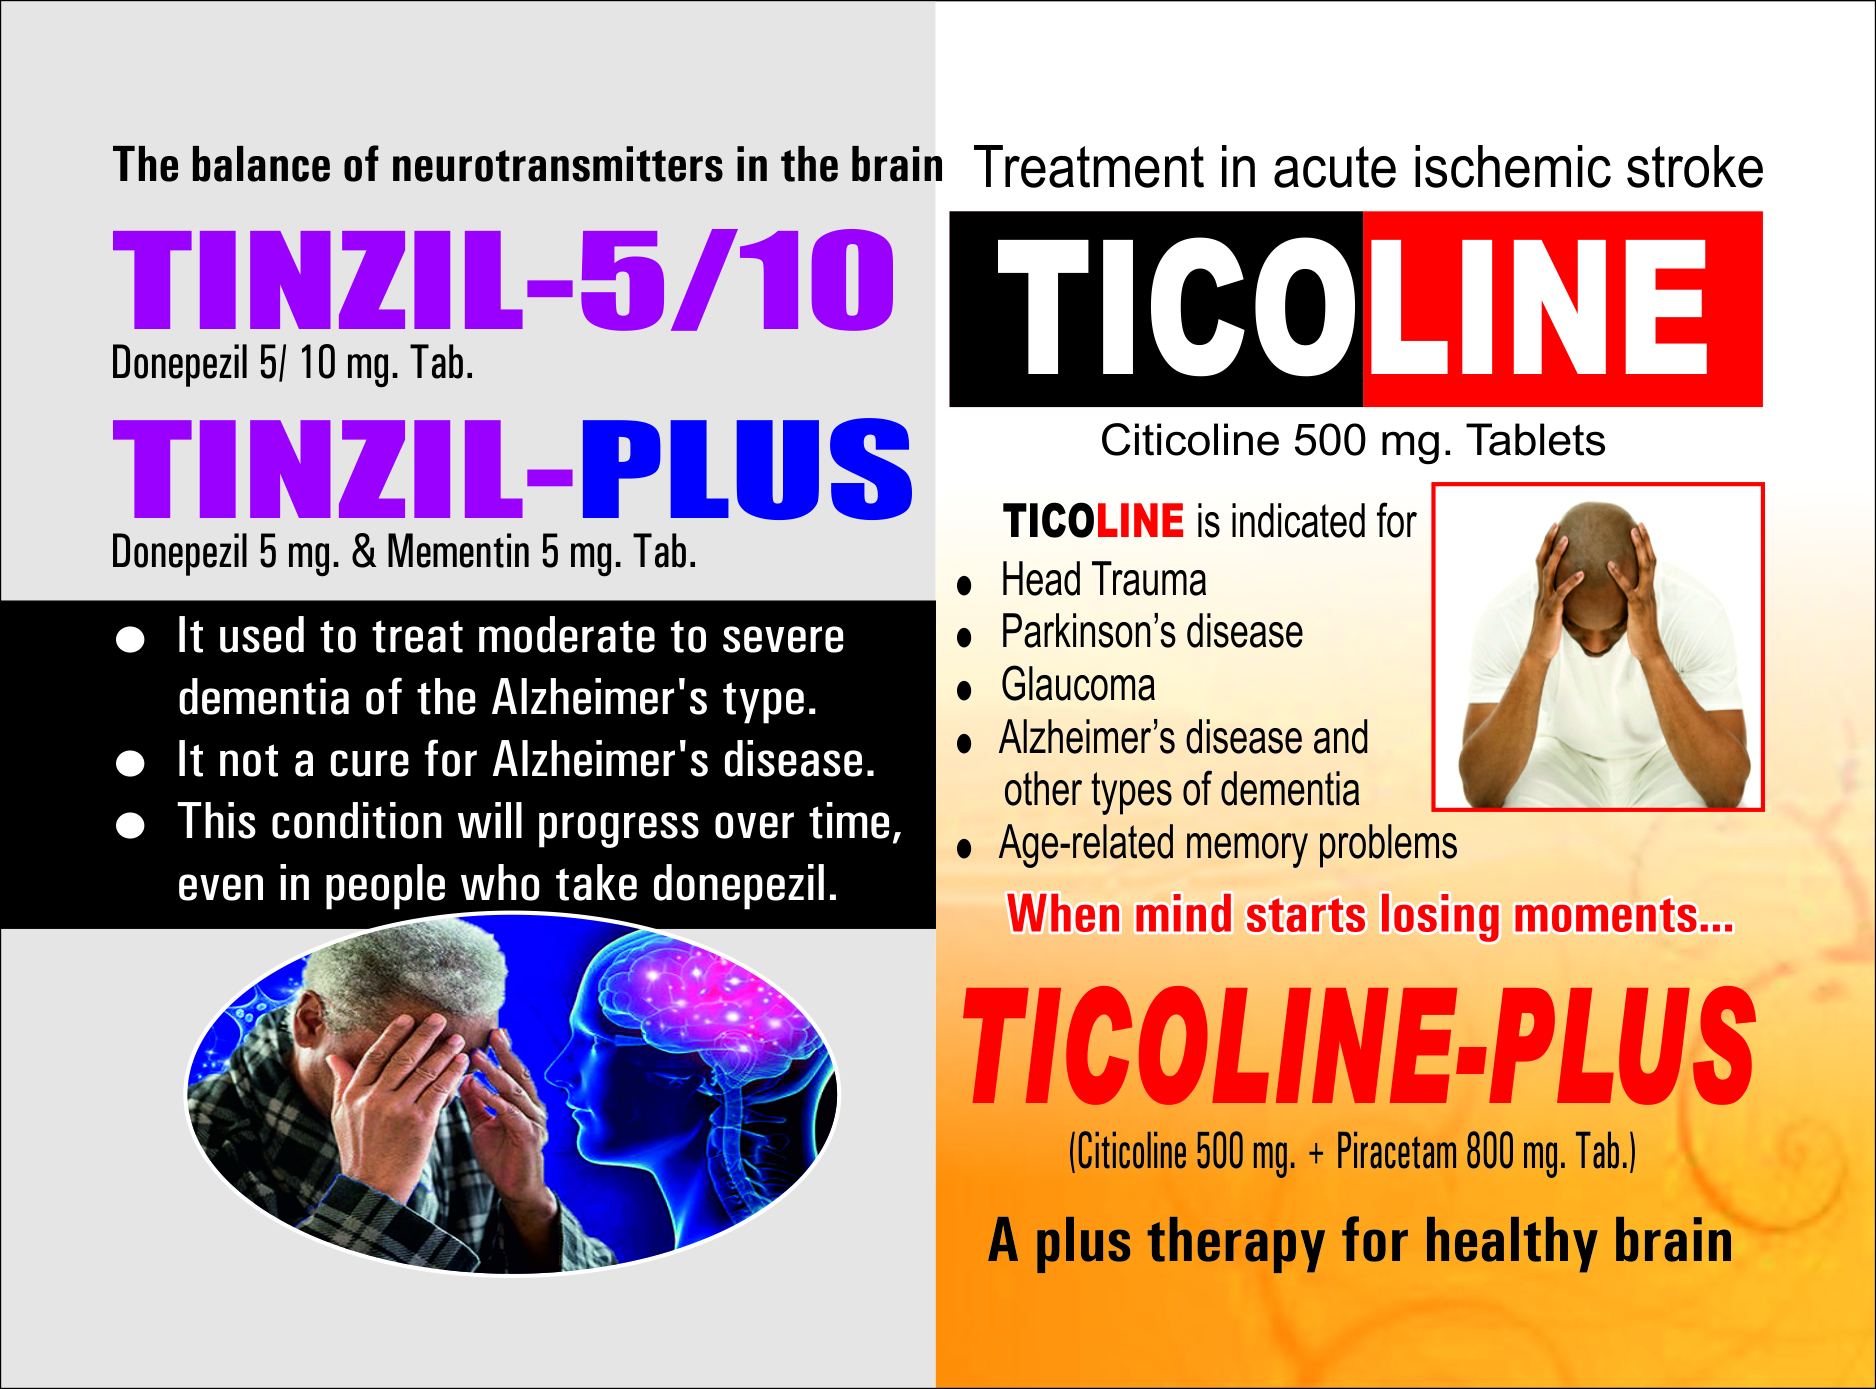 The balance of neurotransmitters in the brain
TINZIL-5/10
Donepezil 5/ 10 mg. Tab.
TINZIL-PLUS
Donepezil 5 mg. & Mementin 5 mg. Tab.
● It used to treat moderate to severe
dementia of the Alzheimer's type.
● It not a cure for Alzheimer's disease.
● This condition will progress over time,
even in people who take donepezil.
Treatment in acute ischemic stroke
TICOLINE
Citicoline 500 mg. Tablets
TICOLINE is indicated for
● Head Trauma
● Parkinson’s disease
● Glaucoma
● Alzheimer’s disease and
other types of dementia
● Age-related memory problems
When mind starts losing moments...
TICOLINE-PLUS
(Citicoline 500 mg. + Piracetam 800 mg. Tab.)
A plus therapy for healthy brain